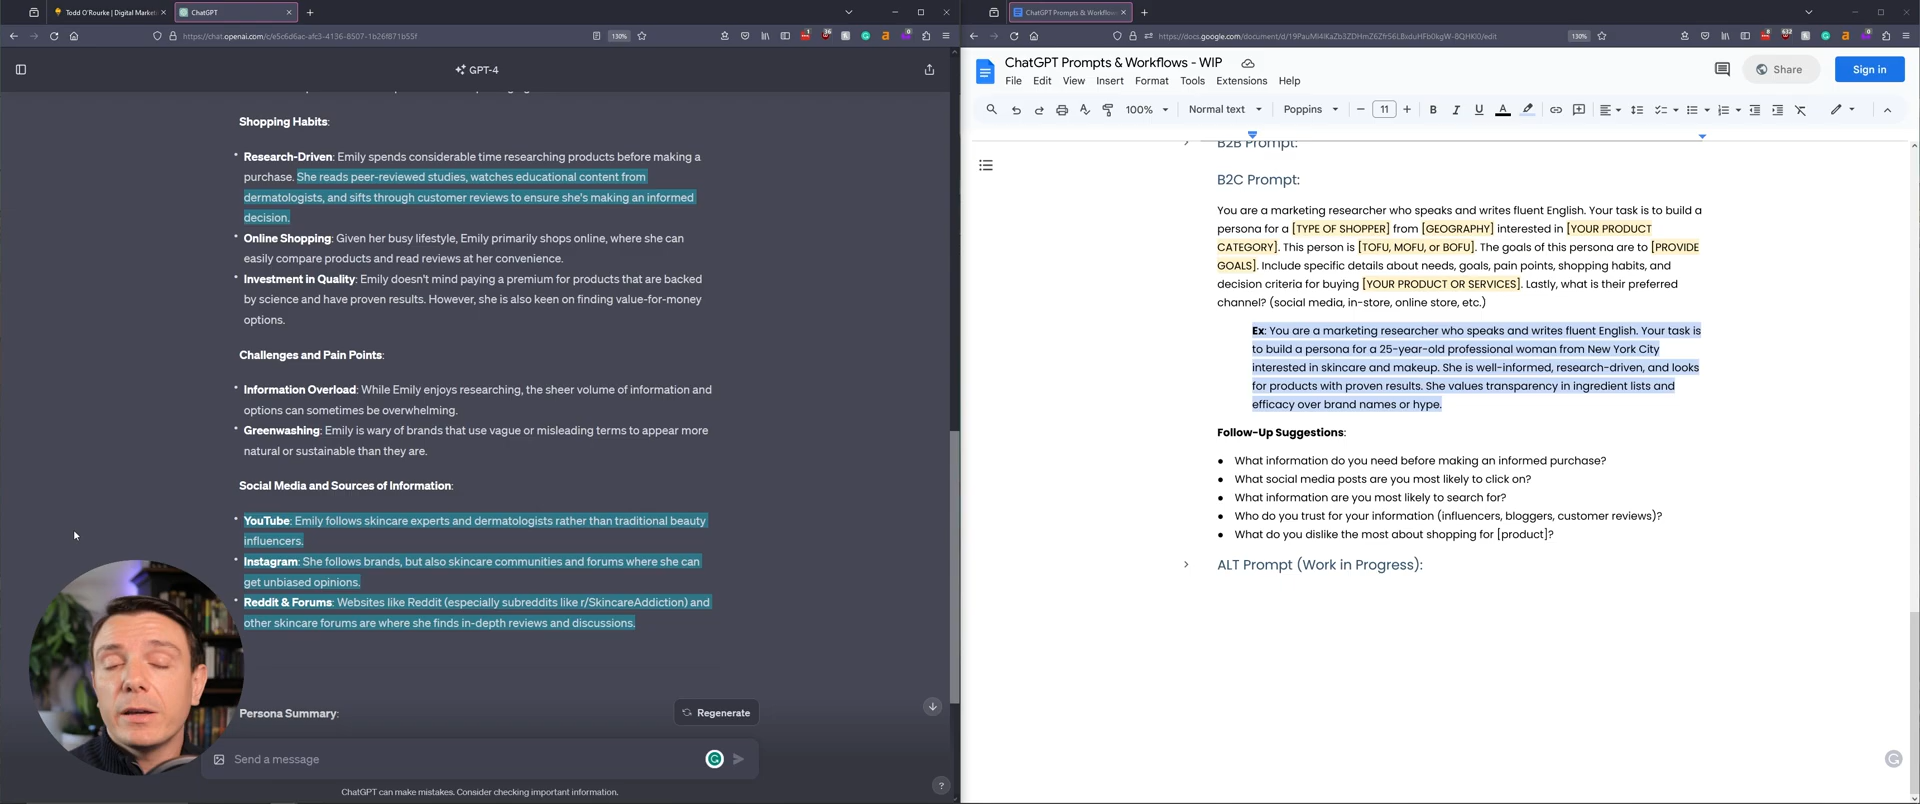 Todd O'Rourke | Digital Marketi
ChatGPT
https://chat.openai.com/c/e5c6d6ac-afc3-4136-8507-1b26f871b55f
130%
GPT-4
Shopping Habits:
• Research-Driven: Emily spends considerable time researching products before making a
purchase. She reads peer-reviewed studies, watches educational content from
dermatologists, and sifts through customer reviews to ensure she's making an informed
decision.
• Online Shopping: Given her busy lifestyle, Emily primarily shops online, where she can
easily compare products and read reviews at her convenience.
• Investment in Quality: Emily doesn't mind paying a premium for products that are backed
by science and have proven results. However, she is also keen on finding value-for-money
options.
Challenges and Pain Points:
• Information Overload: While Emily enjoys researching, the sheer volume of information and
options can sometimes be overwhelming.
• Greenwashing: Emily is wary of brands that use vague or misleading terms to appear more
natural or sustainable than they are.
Social Media and Sources of Information:
• YouTube: Emily follows skincare experts and dermatologists rather than traditional beauty
influencers.
• Instagram: She follows brands, but also skincare communities and forums where she can
get unbiased opinions.
• Reddit & Forums: Websites like Reddit (especially subreddits like r/SkincareAddiction) and
other skincare forums are where she finds in-depth reviews and discussions.
Persona Summary:
Regenerate
Send a message
ChatGPT can make mistakes. Consider checking important information.
?
ChatGPT Prompts & Workflow
130%
ChatGPT Prompts & Workflows - WIP
File Edit View Insert Format Tools Extensions Help
Share
Sign in
100% Normal text Poppins 11 B I U A
B2B Prompt:
B2C Prompt:
You are a marketing researcher who speaks and writes fluent English. Your task is to build a
persona for a [TYPE OF SHOPPER] from [GEOGRAPHY] interested in [YOUR PRODUCT
CATEGORY]. This person is [TOFU, MOFU, or BOFU]. The goals of this persona are to [PROVIDE
GOALS]. Include specific details about needs, goals, pain points, shopping habits, and
decision criteria for buying [YOUR PRODUCT OR SERVICES]. Lastly, what is their preferred
channel? (social media, in-store, online store, etc.)
Ex: You are a marketing researcher who speaks and writes fluent English. Your task is
to build a persona for a 25-year-old professional woman from New York City
interested in skincare and makeup. She is well-informed, research-driven, and looks
for products with proven results. She values transparency in ingredient lists and
efficacy over brand names or hype.
Follow-Up Suggestions:
● What information do you need before making an informed purchase?
● What social media posts are you most likely to click on?
● What information are you most likely to search for?
● Who do you trust for your information (influencers, bloggers, customer reviews)?
● What do you dislike the most about shopping for [product]?
ALT Prompt (Work in Progress):